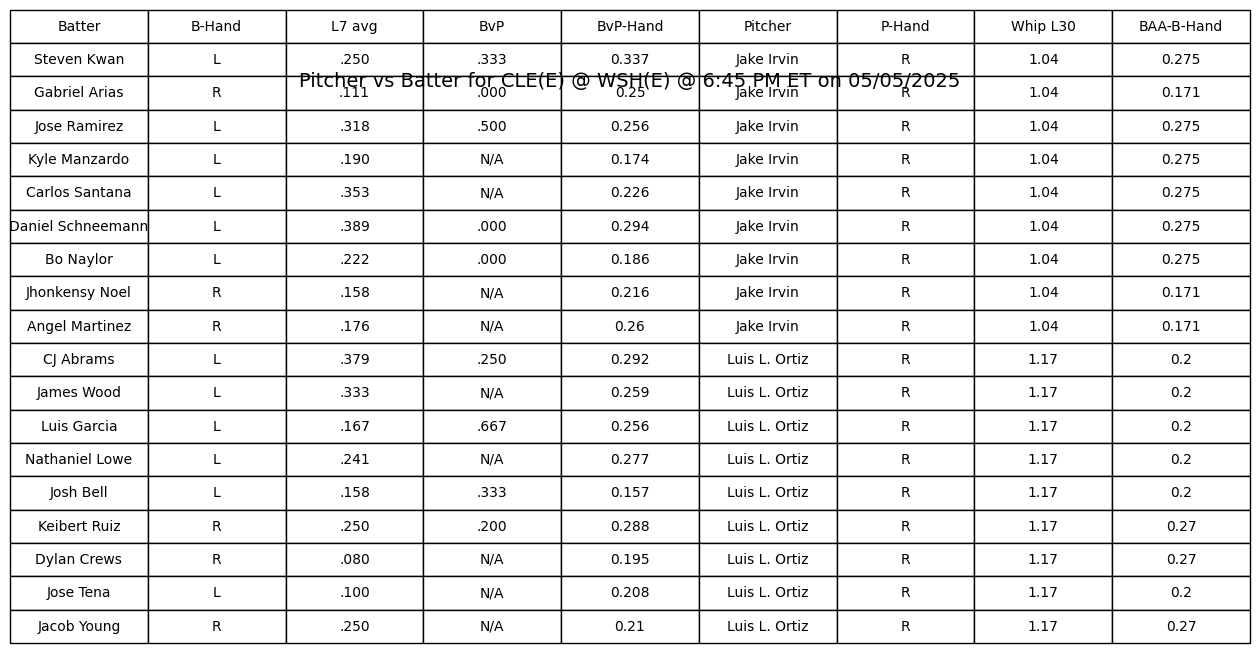 Batter B-Hand L7 avg BvP BvP-Hand Pitcher P-Hand Whip L30 BAA-B-Hand
Steven Kwan L .250 .333 0.337 Jake Irvin R 1.04 0.275
Pitcher vs Batter for CLE(E) @ WSH(E) @ 6:45 PM ET on 05/05/2025
Gabriel Arias R .111 .000 0.25 Jake Irvin R 1.04 0.171
Jose Ramirez L .318 .500 0.256 Jake Irvin R 1.04 0.275
Kyle Manzardo L .190 N/A 0.174 Jake Irvin R 1.04 0.275
Carlos Santana L .353 N/A 0.226 Jake Irvin R 1.04 0.275
Daniel Schneemann L .389 .000 0.294 Jake Irvin R 1.04 0.275
Bo Naylor L .222 .000 0.186 Jake Irvin R 1.04 0.275
Jhonkensy Noel R .158 N/A 0.216 Jake Irvin R 1.04 0.171
Angel Martinez R .176 N/A 0.26 Jake Irvin R 1.04 0.171
CJ Abrams L .379 .250 0.292 Luis L. Ortiz R 1.17 0.2
James Wood L .333 N/A 0.259 Luis L. Ortiz R 1.17 0.2
Luis Garcia L .167 .667 0.256 Luis L. Ortiz R 1.17 0.2
Nathaniel Lowe L .241 N/A 0.277 Luis L. Ortiz R 1.17 0.2
Josh Bell L .158 .333 0.157 Luis L. Ortiz R 1.17 0.2
Keibert Ruiz R .250 .200 0.288 Luis L. Ortiz R 1.17 0.27
Dylan Crews R .080 N/A 0.195 Luis L. Ortiz R 1.17 0.27
Jose Tena L .100 N/A 0.208 Luis L. Ortiz R 1.17 0.2
Jacob Young R .250 N/A 0.21 Luis L. Ortiz R 1.17 0.27